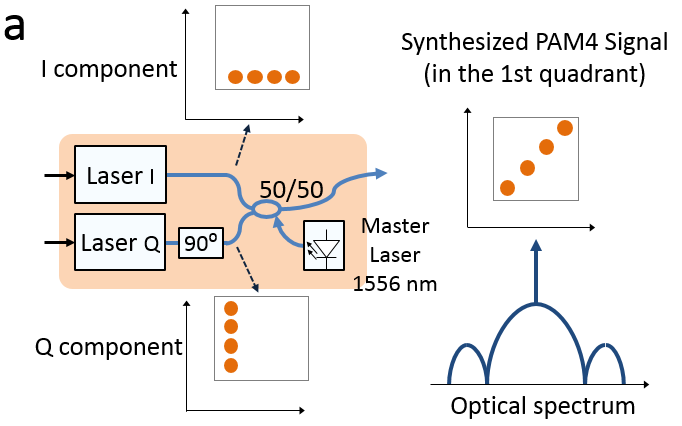 a
I component
Synthesized PAM4 Signal
(in the 1st quadrant)
Laser I
50/50
Laser Q
90°
Master
Laser
1556 nm
Q component
Optical spectrum